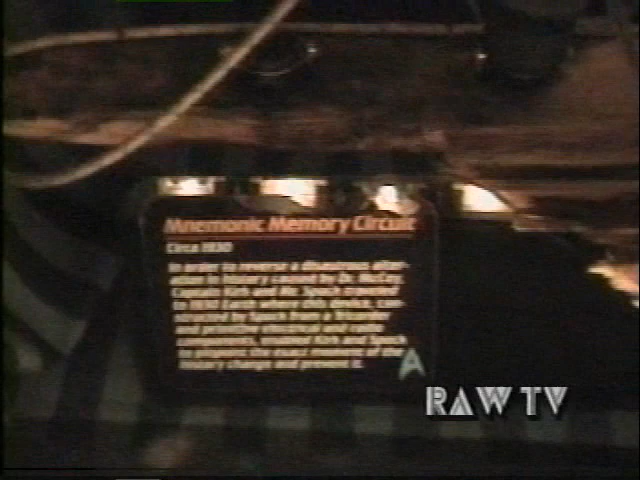 Mnemonic Memory Circuit
Circa 1930
In order to reverse a disastrous alter-
ation in history caused by Dr. McCoy,
Captain Kirk and Mr. Spock traveled
to 1930 Earth where this device, con-
structed by Spock from a Tricorder
and primitive electrical and radio
components, enabled Kirk and Spock
to pinpoint the exact moment of the
history change and prevent it.
RAW TV